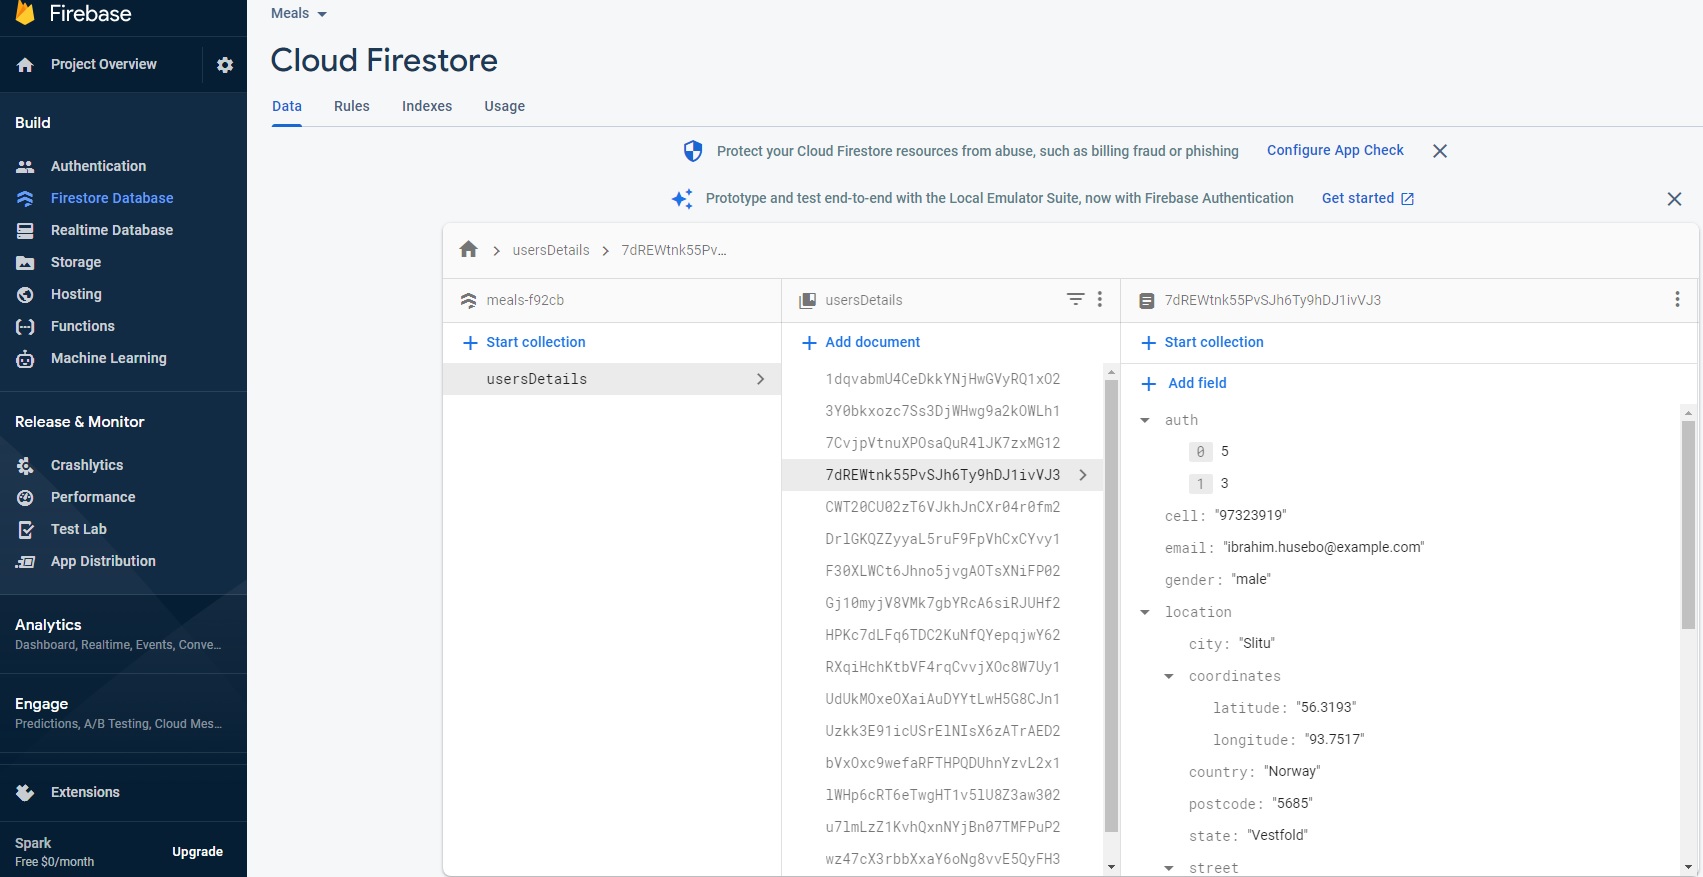 Firebase
Project Overview
Build
Authentication
Firestore Database
Realtime Database
Storage
Hosting
Functions
Machine Learning
Release & Monitor
Crashlytics
Performance
Test Lab
App Distribution
Analytics
Dashboard, Realtime, Events, Conve...
Engage
Predictions, A/B Testing, Cloud Mes...
Extensions
Spark
Free $0/month
Upgrade
Meals
Cloud Firestore
Data Rules Indexes Usage
Protect your Cloud Firestore resources from abuse, such as billing fraud or phishing Configure App Check
Prototype and test end-to-end with the Local Emulator Suite, now with Firebase Authentication Get started
usersDetails 7dREWtnk55Pv...
meals-f92cb
Start collection
usersDetails
usersDetails
Add document
1dqvabmU4CeDkkYNjHwGVyRQ1xO2
3Y0bkxozc7Ss3DjWHwg9a2kOWLh1
7CvjpVtnuXPOsaQuR4lJK7zxMG12
7dREWtnk55PvSJh6Ty9hDJ1ivVJ3
CWT20CU02zT6VJkhJnCXr04r0fm2
DrlGKQZZyyaL5ruF9FpVhCxCYvy1
F30XLWCt6Jhno5jvgAOTsXNiFP02
Gj10myjV8VMk7gbYRcA6siRJUHf2
HPKc7dLFq6TDC2KuNfQYepqjwY62
RXqiHchKtbVF4rqCvvjXOc8W7Uy1
UdUkMOxeOXaiAuDYYtLwH5G8CJn1
Uzkk3E91icUSrElNIsX6zATrAED2
bVxOxc9wefaRFTHPQDUhnYzvL2x1
lWHp6cRT6eTwgHT1v5lU8Z3aw302
u7lmLzZ1KvhQxnNYjBn07TMFPuP2
wz47cX3rbbXxaY6oNg8vvE5QyFH3
7dREWtnk55PvSJh6Ty9hDJ1ivVJ3
Start collection
Add field
auth
0 5
1 3
cell: "97323919"
email: "ibrahim.husebo@example.com"
gender: "male"
location
city: "Slitu"
coordinates
latitude: "56.3193"
longitude: "93.7517"
country: "Norway"
postcode: "5685"
state: "Vestfold"
street